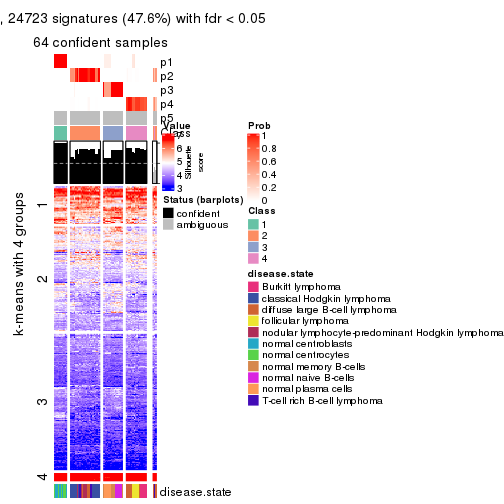 , 24723 signatures (47.6%) with fdr < 0.05
64 confident samples
p1
p2
p3
p4
p5
Class
1
2
3
4
k-means with 4 groups
disease.state
Silhouette
score
Value
6
5
4
3
Status (barplots)
confident
ambiguous
Prob
1
0.8
0.6
0.4
0.2
0
Class
1
2
3
4
disease.state
Burkitt lymphoma
classical Hodgkin lymphoma
diffuse large B-cell lymphoma
follicular lymphoma
nodular lymphocyte-predominant Hodgkin lymphoma
normal centroblasts
normal centrocytes
normal memory B-cells
normal naive B-cells
normal plasma cells
T-cell rich B-cell lymphoma